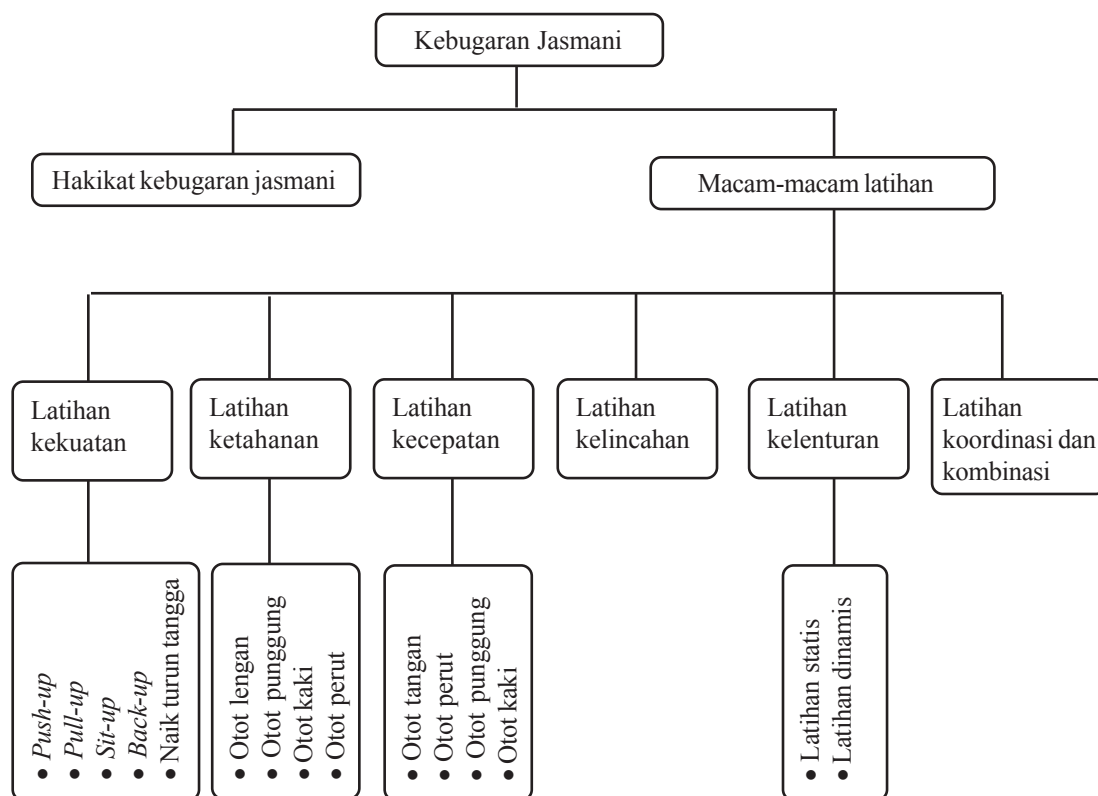 Kebugaran Jasmani
Hakikat kebugaran jasmani
Macam-macam latihan
Latihan
kekuatan
Latihan
ketahanan
Latihan
kecepatan
Latihan
kelincahan
Latihan
kelenturan
Latihan
koordinasi dan
kombinasi
• Push-up
• Pull-up
• Sit-up
• Back-up
• Naik turun tangga
• Otot lengan
• Otot punggung
• Otot kaki
• Otot perut
• Otot tangan
• Otot perut
• Otot punggung
• Otot kaki
• Latihan statis
• Latihan dinamis